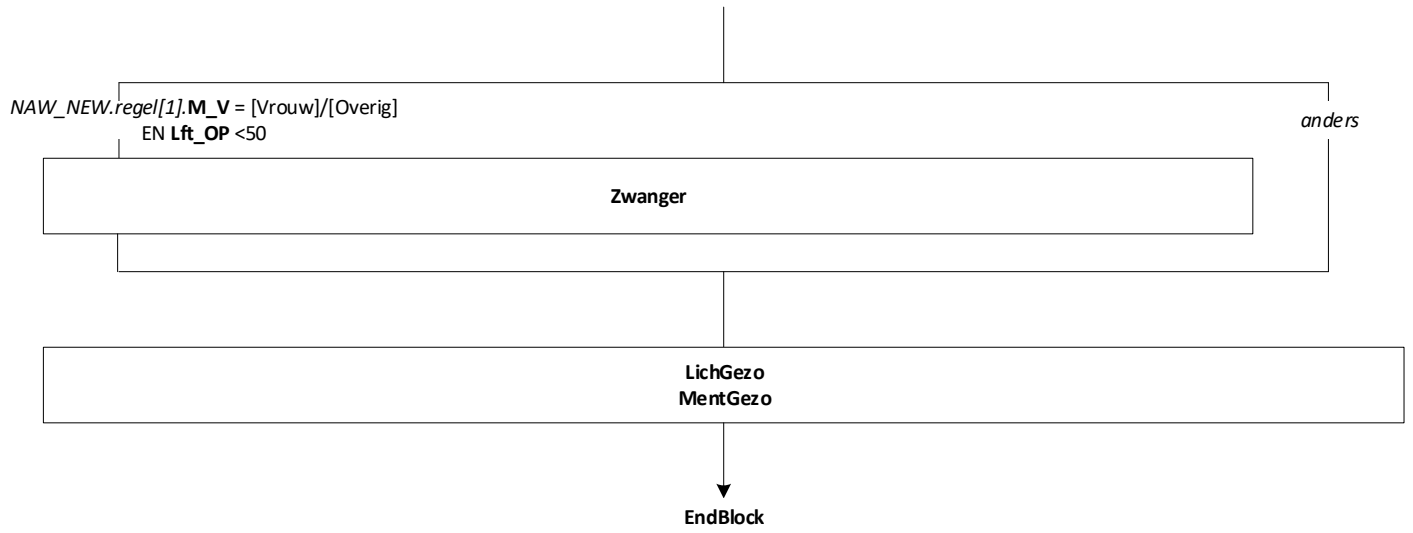 NAW_NEW.regel[1].M_V = [Vrouw]/[Overig]
EN Lft_OP <50
anders
Zwanger
LichGezo
MentGezo
EndBlock